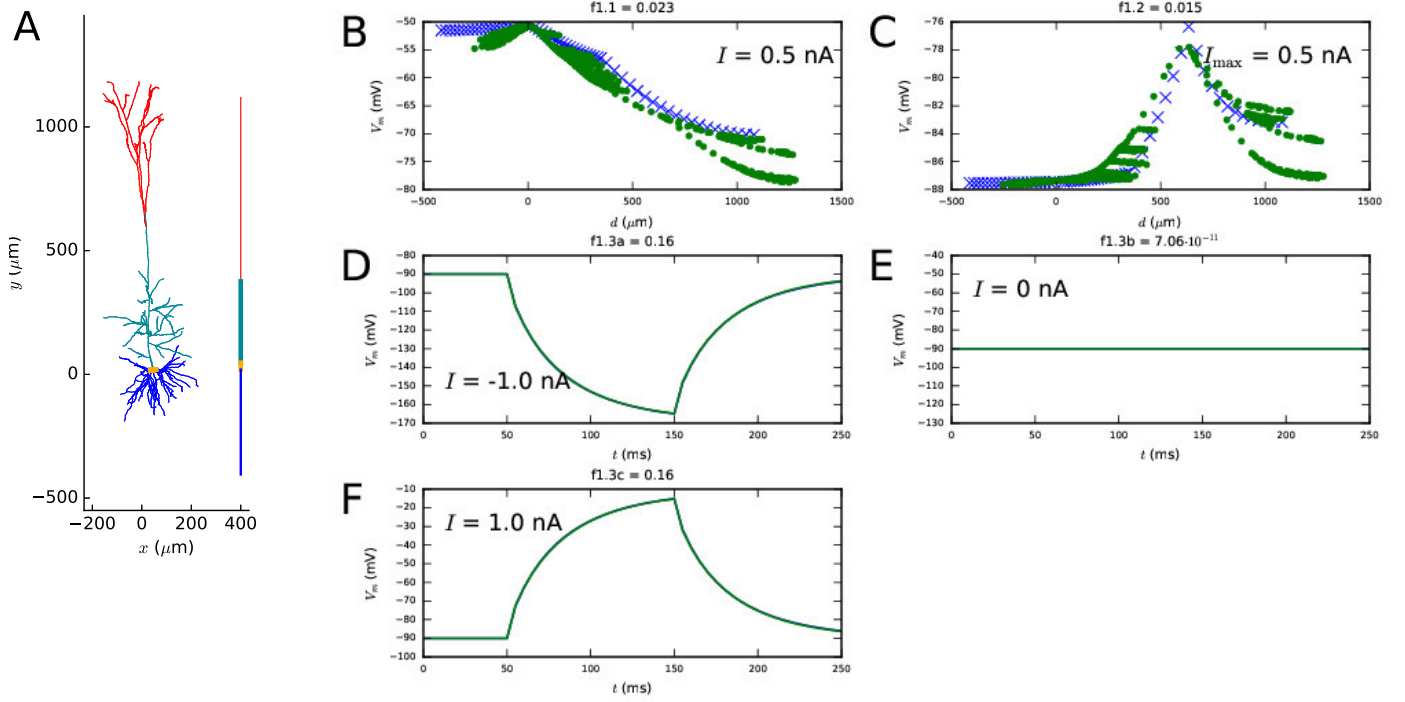 A
1000
500
0
−500
y (μm)
−200 0 200 400
x (μm)
B
f1.1 = 0.023
I = 0.5 nA
−50
−55
−60
−65
−70
−75
−80
V_m (mV)
−500 0 500 1000 1500
d (μm)
C
f1.2 = 0.015
I_max = 0.5 nA
−76
−78
−80
−82
−84
−86
−88
V_m (mV)
−500 0 500 1000 1500
d (μm)
D
f1.3a = 0.16
I = -1.0 nA
−80
−90
−100
−110
−120
−130
−140
−150
−160
−170
V_m (mV)
0 50 100 150 200 250
t (ms)
E
f1.3b = 7.06·10⁻¹¹
I = 0 nA
−40
−50
−60
−70
−80
−90
−100
−110
−120
−130
V_m (mV)
0 50 100 150 200 250
t (ms)
F
f1.3c = 0.16
I = 1.0 nA
−10
−20
−30
−40
−50
−60
−70
−80
−90
−100
V_m (mV)
0 50 100 150 200 250
t (ms)